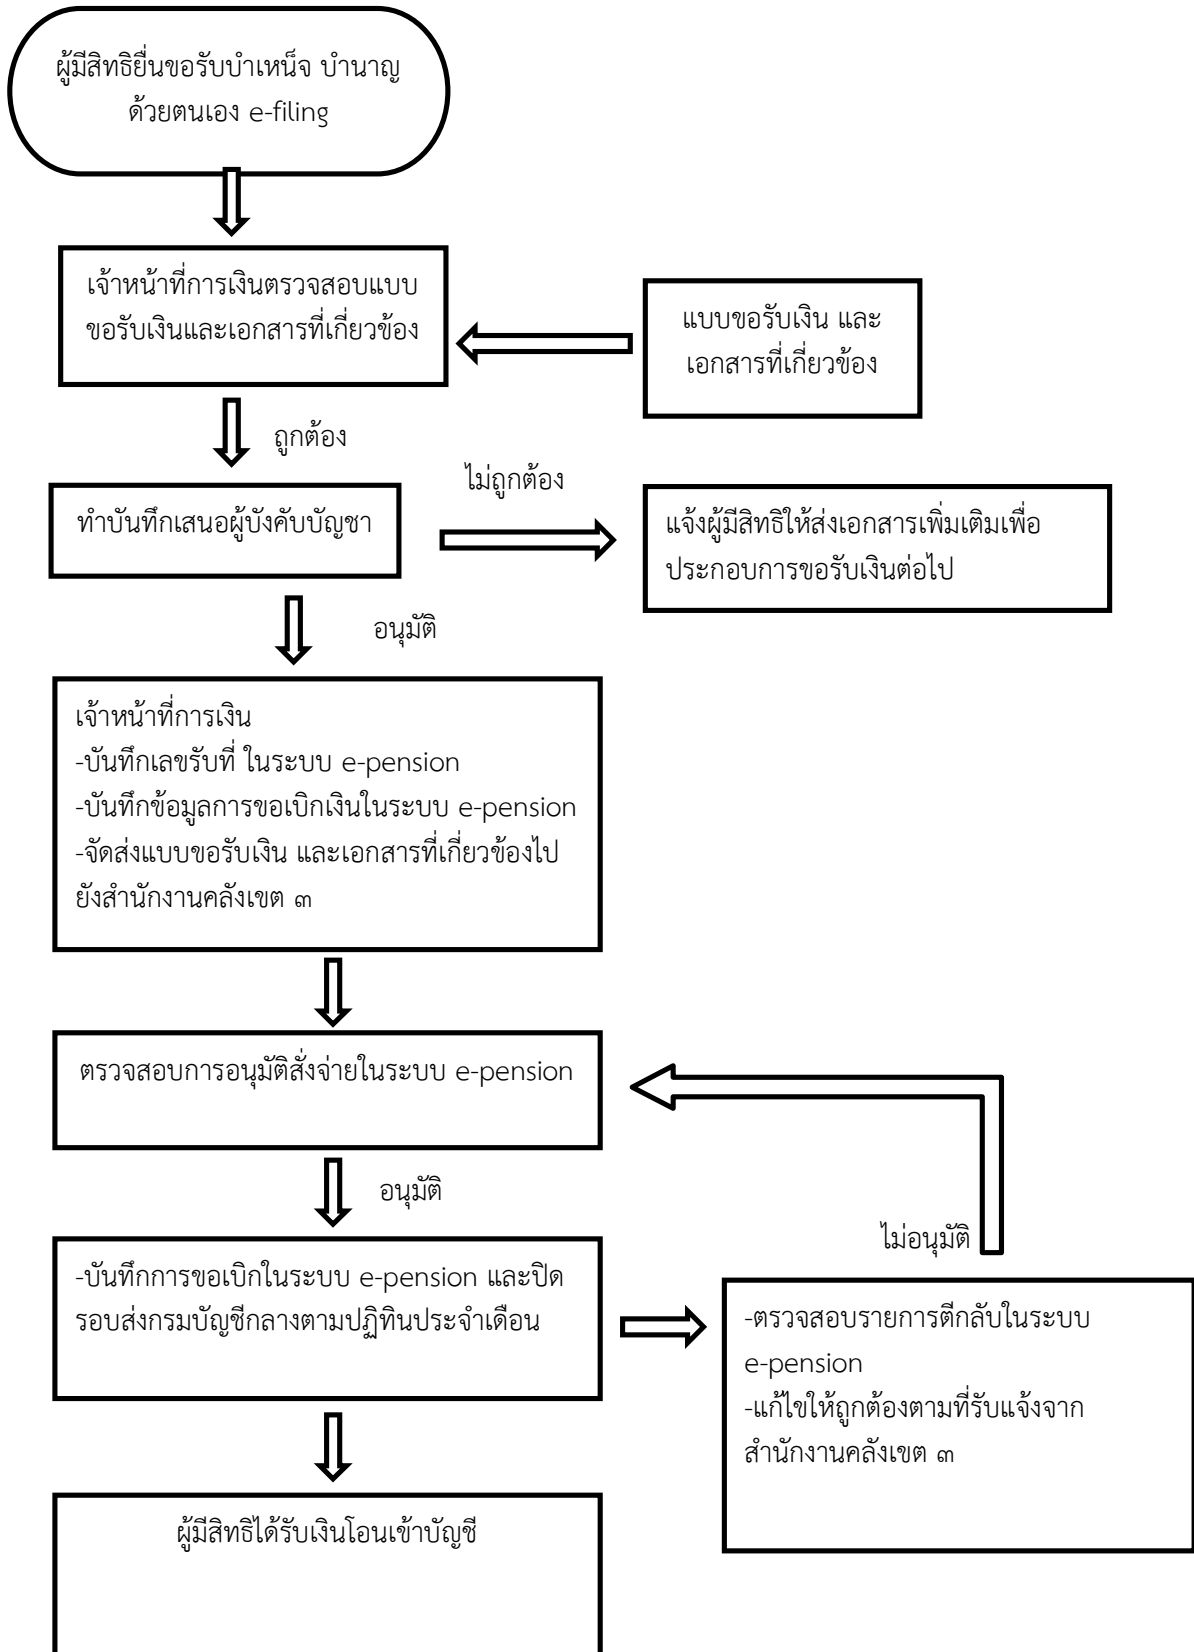 ผู้มีสิทธิยื่นขอรับบำเหน็จ บำนาญ
ด้วยตนเอง e-filing
เจ้าหน้าที่การเงินตรวจสอบแบบ
ขอรับเงินและเอกสารที่เกี่ยวข้อง
แบบขอรับเงิน และ
เอกสารที่เกี่ยวข้อง
ถูกต้อง
ไม่ถูกต้อง
ทำบันทึกเสนอผู้บังคับบัญชา
แจ้งผู้มีสิทธิให้ส่งเอกสารเพิ่มเติมเพื่อ
ประกอบการขอรับเงินต่อไป
อนุมัติ
เจ้าหน้าที่การเงิน
-บันทึกเลขรับที่ ในระบบ e-pension
-บันทึกข้อมูลการขอเบิกเงินในระบบ e-pension
-จัดส่งแบบขอรับเงิน และเอกสารที่เกี่ยวข้องไป
ยังสำนักงานคลังเขต ๓
ตรวจสอบการอนุมัติสั่งจ่ายในระบบ e-pension
อนุมัติ
ไม่อนุมัติ
-บันทึกการขอเบิกในระบบ e-pension และปิด
รอบส่งกรมบัญชีกลางตามปฏิทินประจำเดือน
-ตรวจสอบรายการตีกลับในระบบ
e-pension
-แก้ไขให้ถูกต้องตามที่รับแจ้งจาก
สำนักงานคลังเขต ๓
ผู้มีสิทธิได้รับเงินโอนเข้าบัญชี